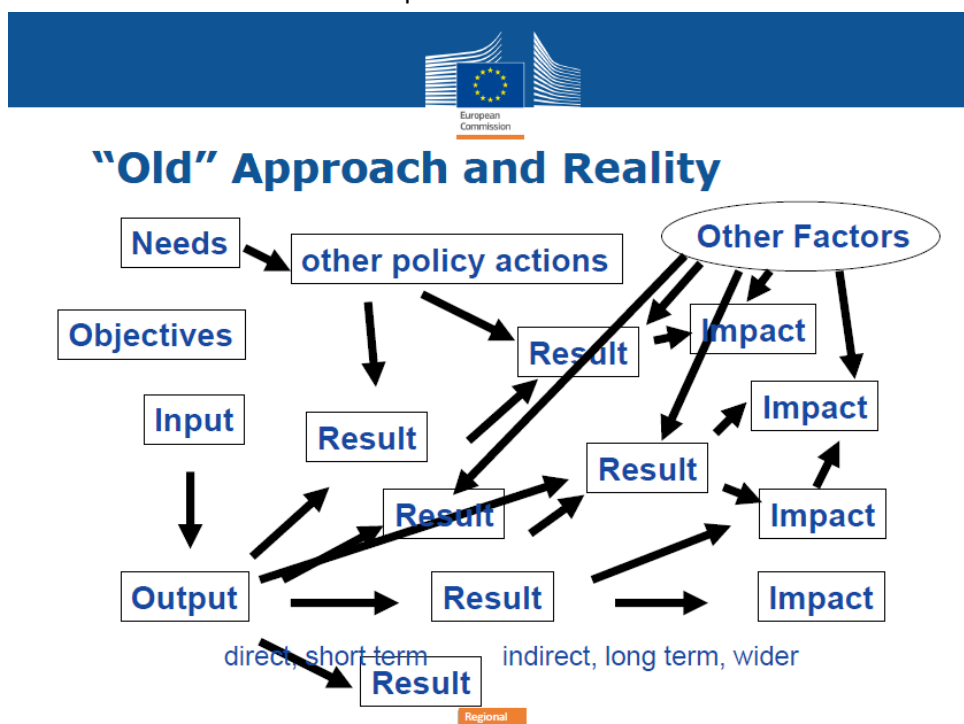 European
Commission
“Old” Approach and Reality
Needs
other policy actions
Other Factors
Objectives
Result
Impact
Input
Result
Impact
Result
Result
Impact
Output
Result
Impact
direct, short term
indirect, long term, wider
Result
Regional